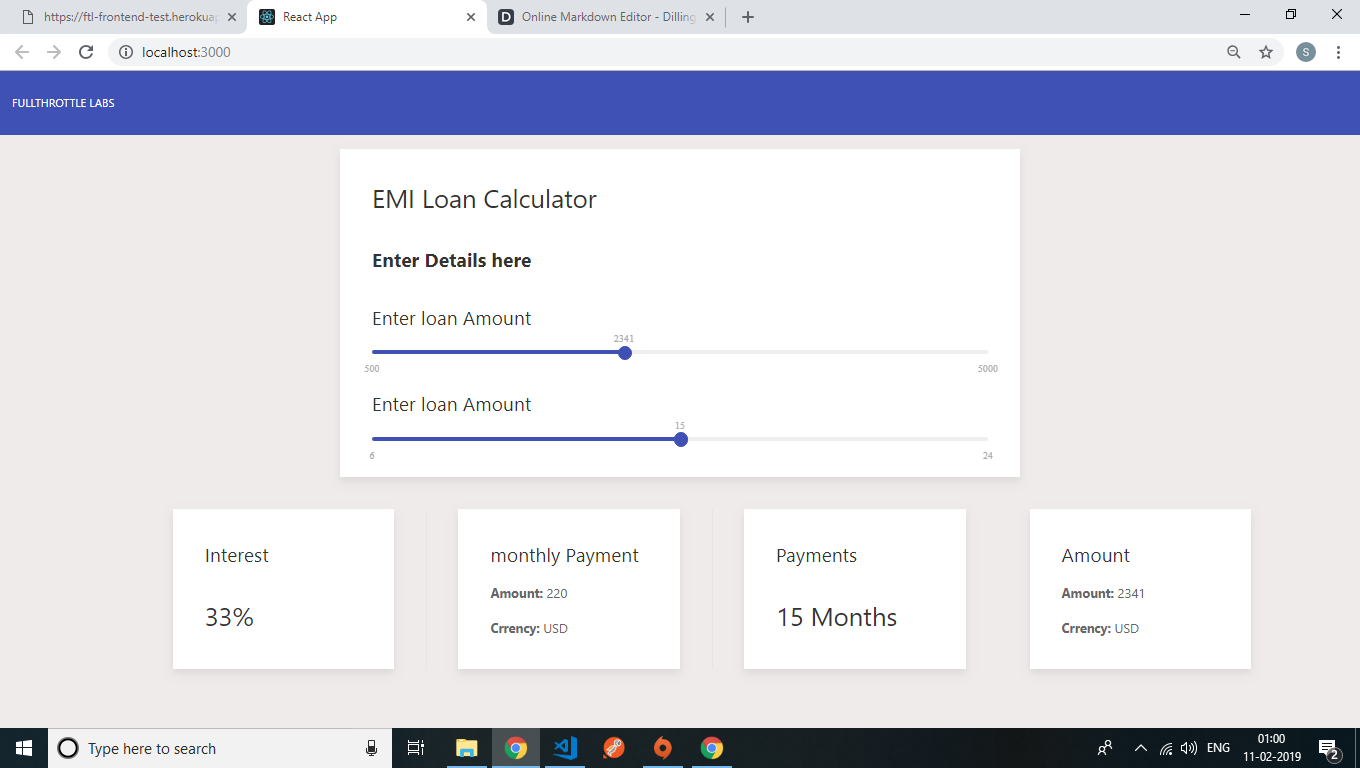 https://ftl-frontend-test.herokuap
React App
Online Markdown Editor - Dilling
localhost:3000
S
FULLTHROTTLE LABS
EMI Loan Calculator
Enter Details here
Enter loan Amount
2341
500 5000
Enter loan Amount
15
6 24
Interest
33%
monthly Payment
Amount: 220
Crrency: USD
Payments
15 Months
Amount
Amount: 2341
Crrency: USD
Type here to search
ENG
01:00
11-02-2019
2